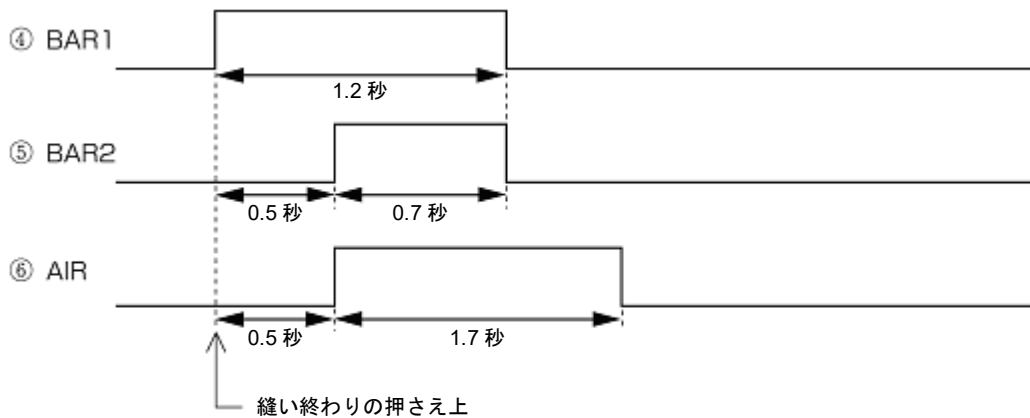 ④ BAR1
1.2 秒
⑤ BAR2
0.5 秒 0.7 秒
⑥ AIR
0.5 秒 1.7 秒
縫い終わりの押さえ上